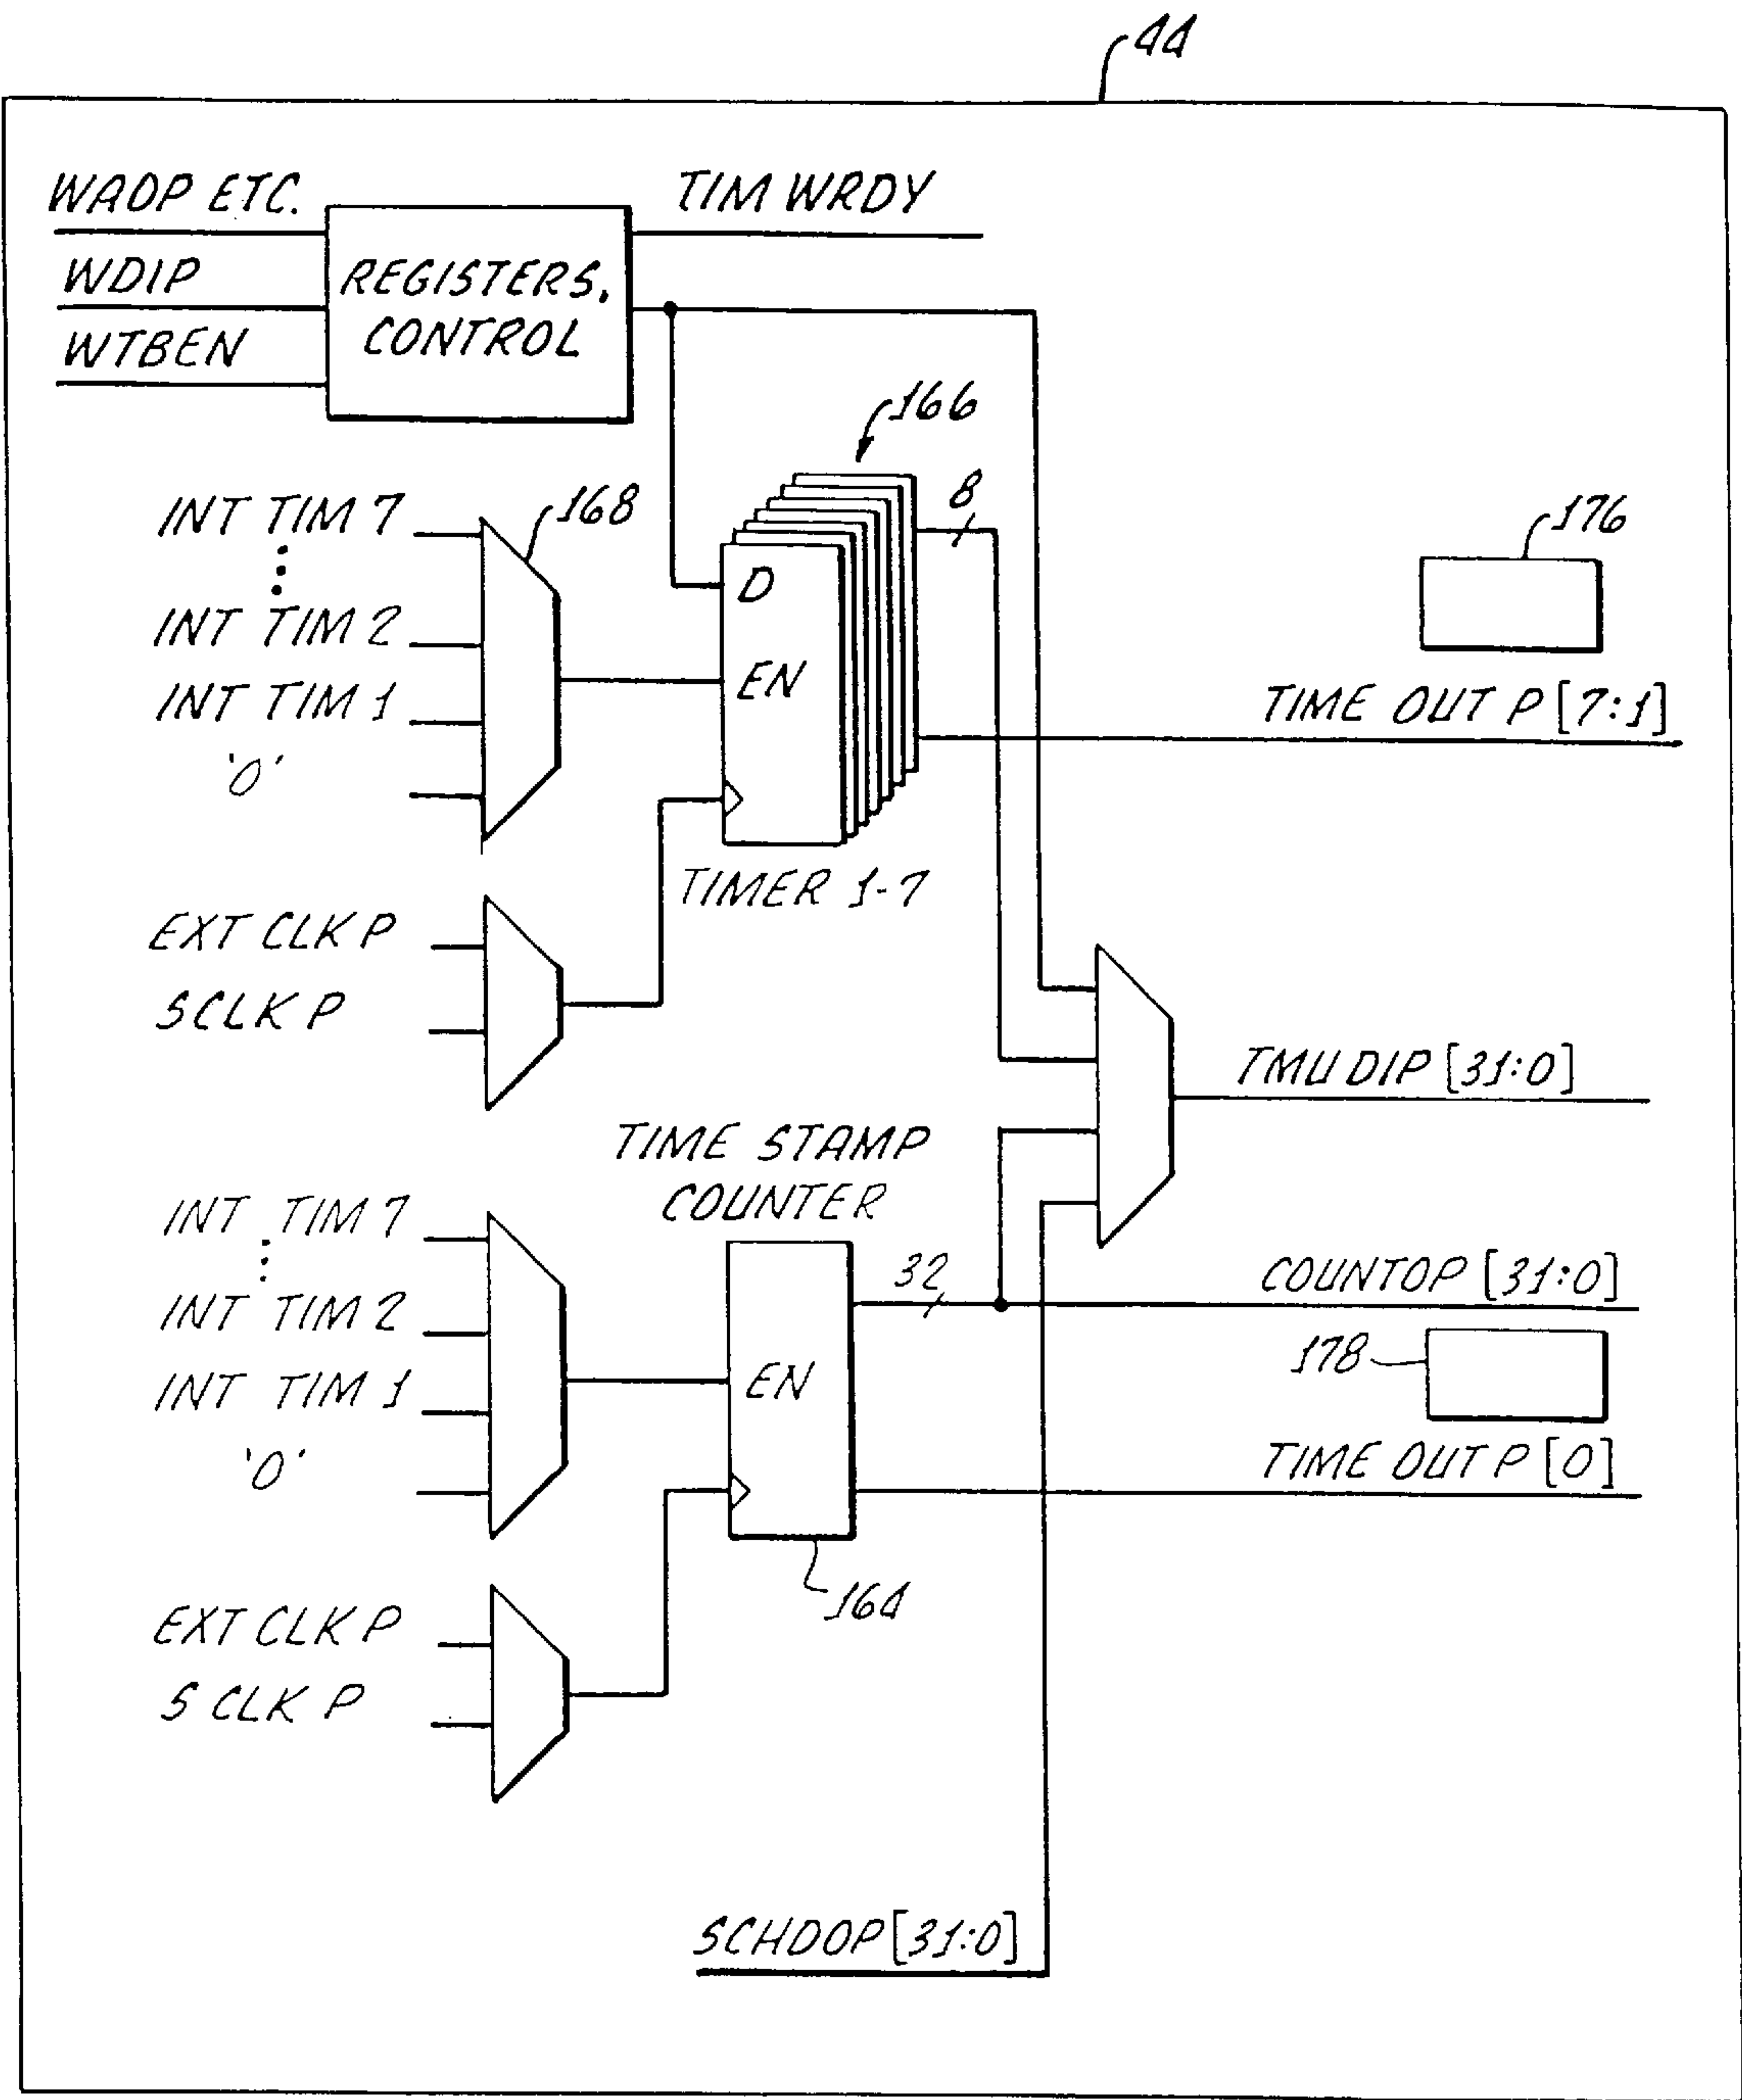 44
WADP ETC.
TIM WRDY
WDIP
REGISTERS,
CONTROL
WTBEN
166
8
INT TIM 7
168
176
D
INT TIM 2
EN
INT TIM 1
TIME OUT P [7:1]
'0'
TIMER 1-7
EXT CLK P
SCLK P
TMU DIP [31:0]
TIME STAMP
COUNTER
INT TIM 7
32
COUNTOP [31:0]
INT TIM 2
178
EN
INT TIM 1
'0'
TIME OUT P [0]
164
EXT CLK P
S CLK P
SCHDOP [31:0]